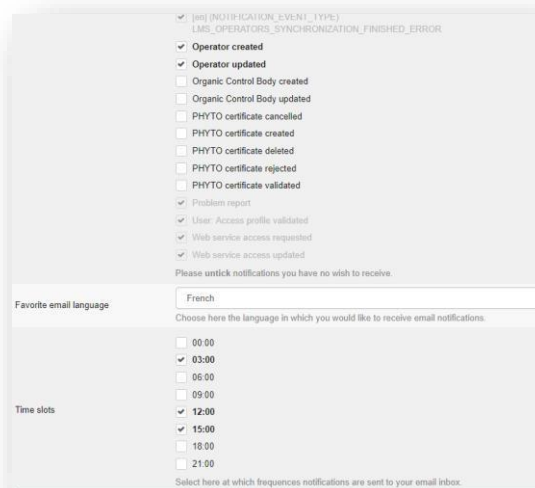 [en] (NOTIFICATION_EVENT_TYPE)
LMS_OPERATORS_SYNCHRONIZATION_FINISHED_ERROR
Operator created
Operator updated
Organic Control Body created
Organic Control Body updated
PHYTO certificate cancelled
PHYTO certificate created
PHYTO certificate deleted
PHYTO certificate rejected
PHYTO certificate validated
Problem report
User: Access profile validated
Web service access requested
Web service access updated
Please untick notifications you have no wish to receive.
Favorite email language
French
Choose here the language in which you would like to receive email notifications.
Time slots
00:00
03:00
06:00
09:00
12:00
15:00
18:00
21:00
Select here at which frequences notifications are sent to your email inbox.